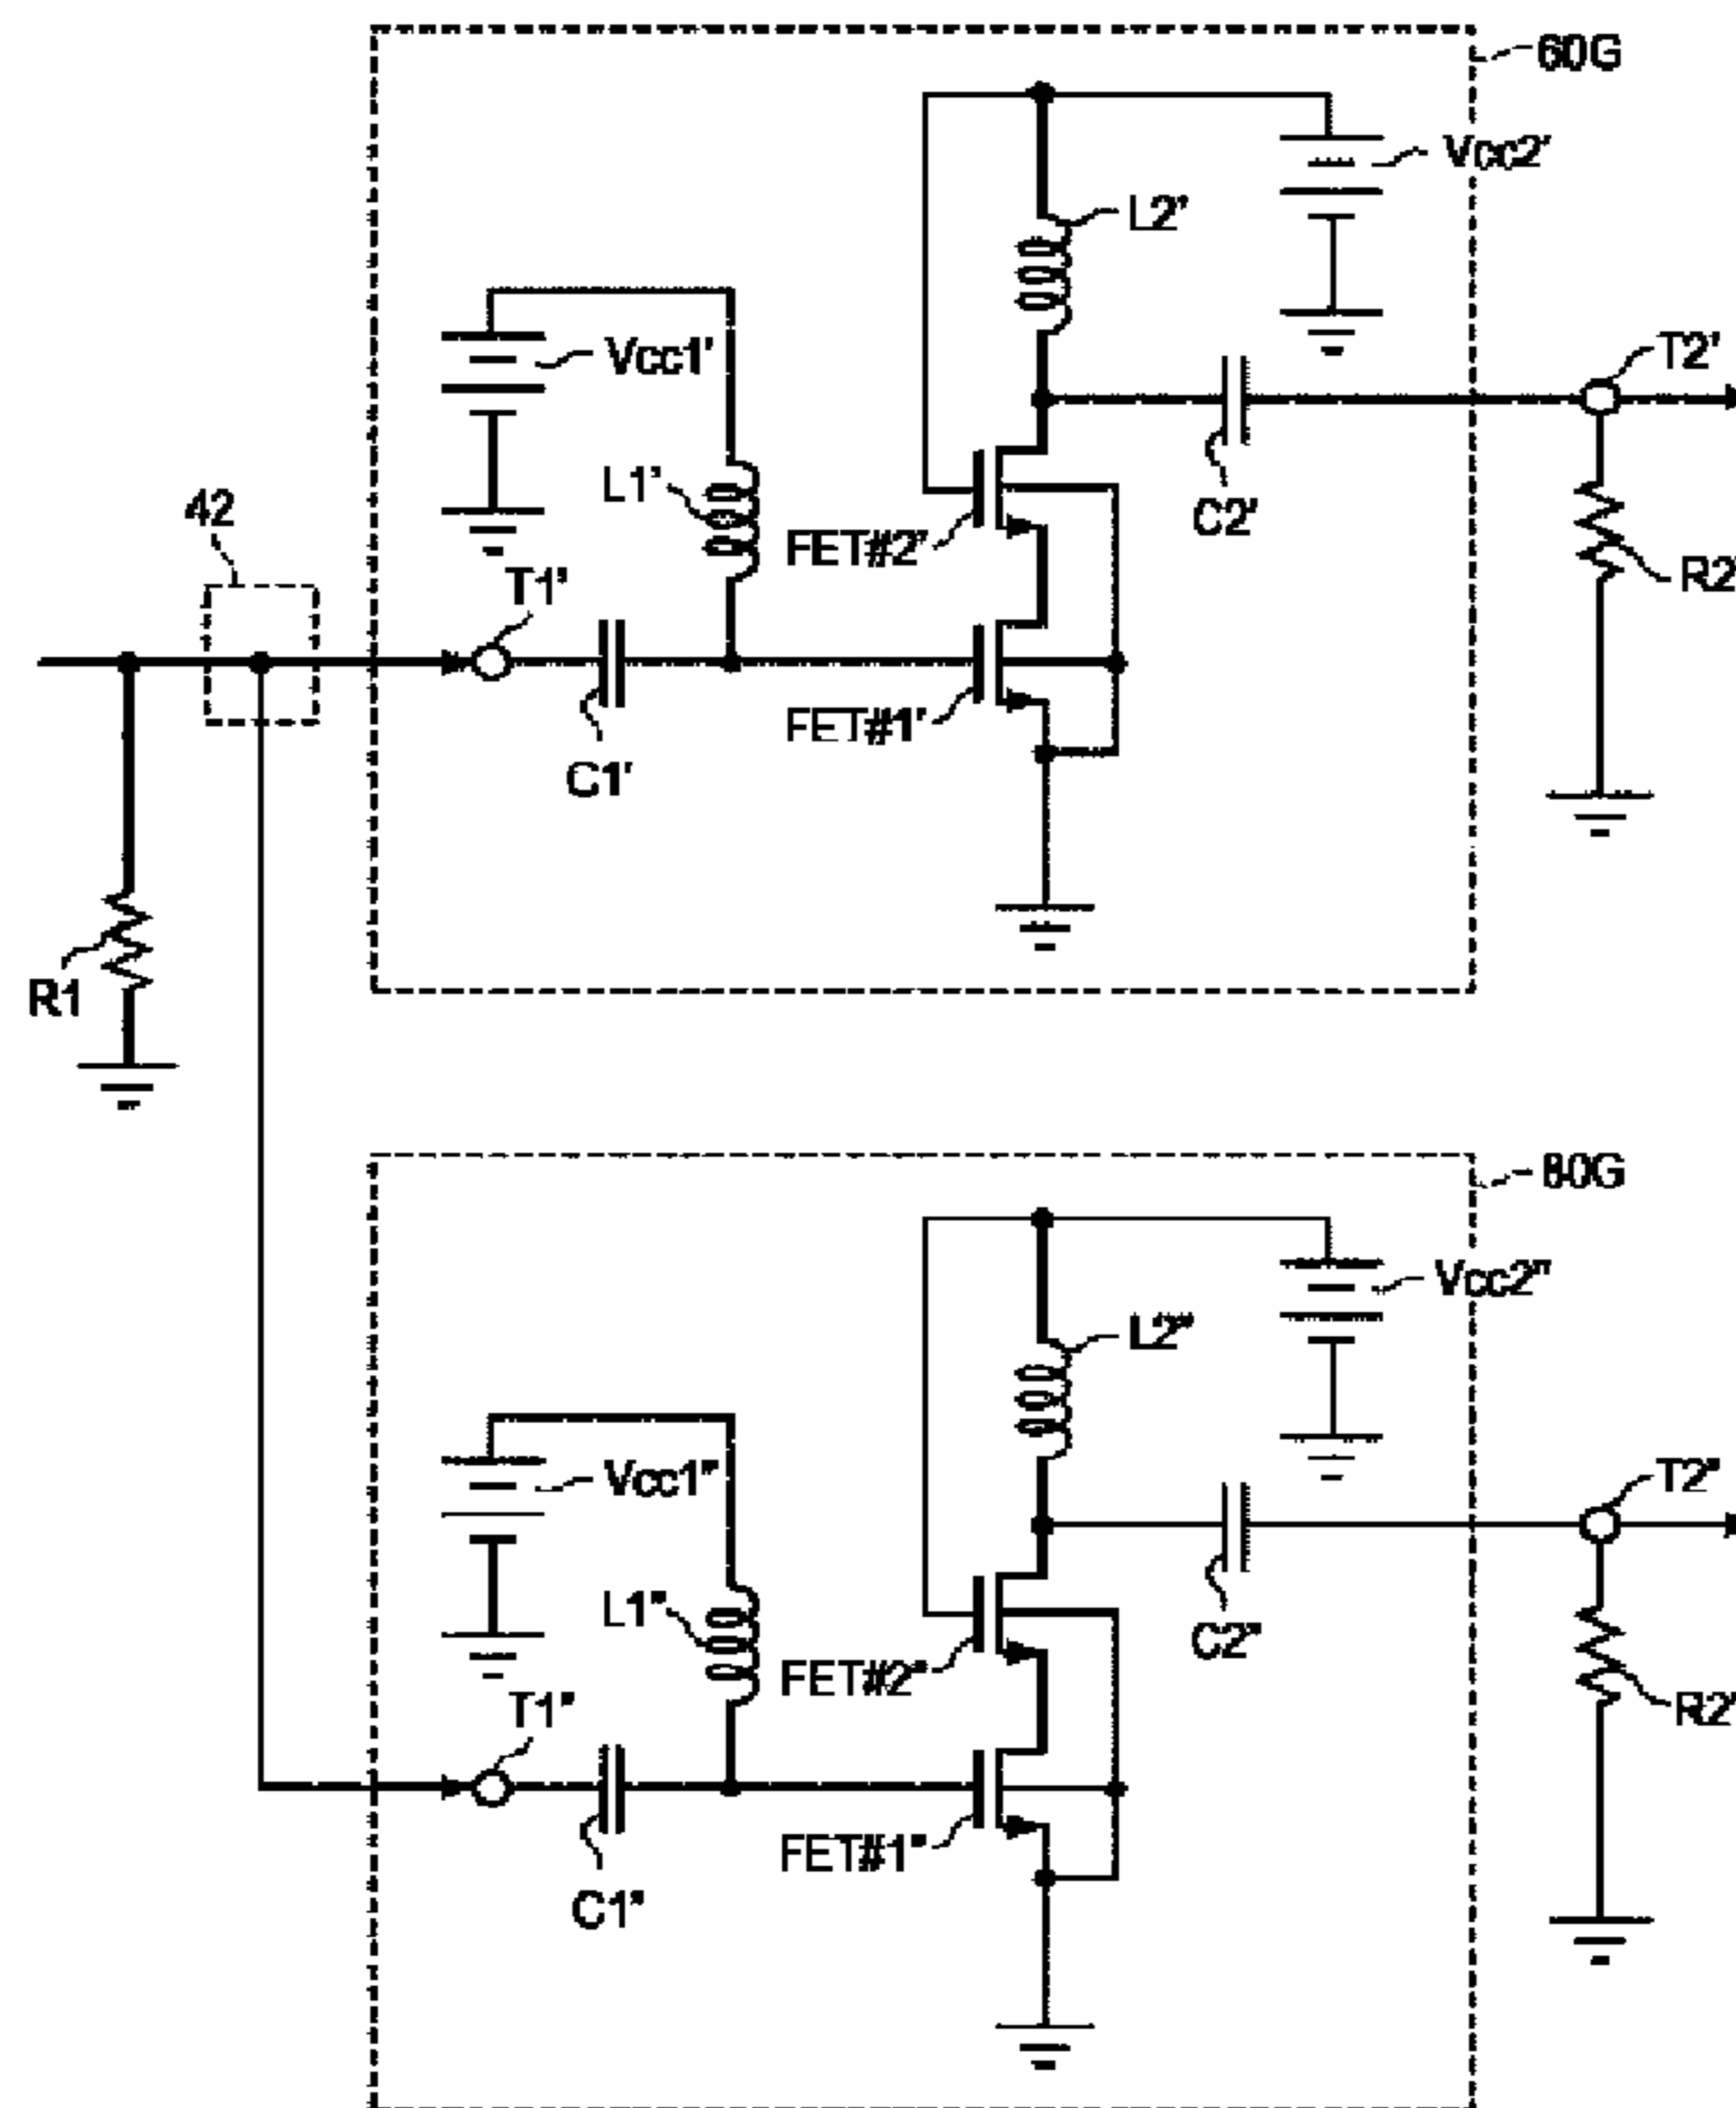 60G
Vcc2'
L2'
Vcc1'
T2'
L1'
42
C2'
FET#2'
T1'
R2'
FET#1'
C1'
R1
80G
Vcc2"
L2"
Vcc1"
T2"
L1"
C2"
FET#2"
T1"
R2"
FET#1"
C1"